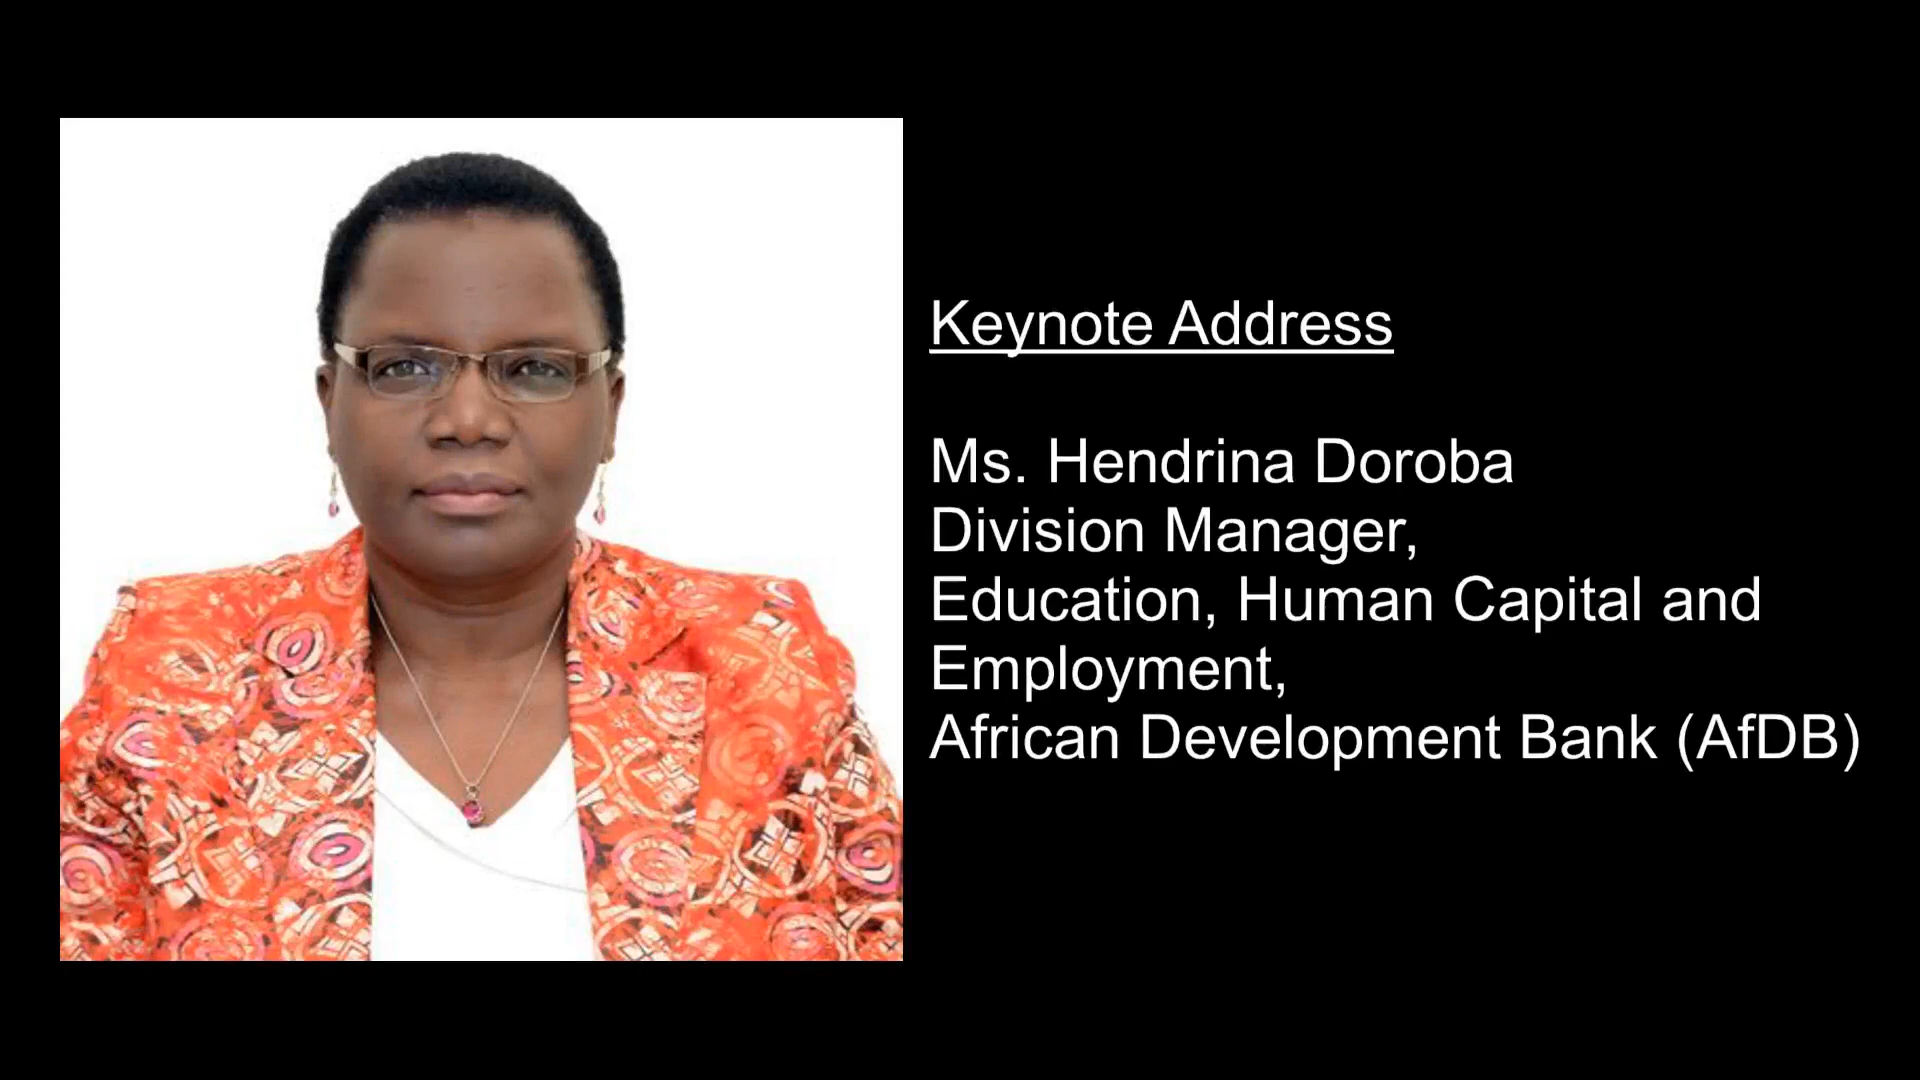 Keynote Address
Ms. Hendrina Doroba
Division Manager,
Education, Human Capital and
Employment,
African Development Bank (AfDB)